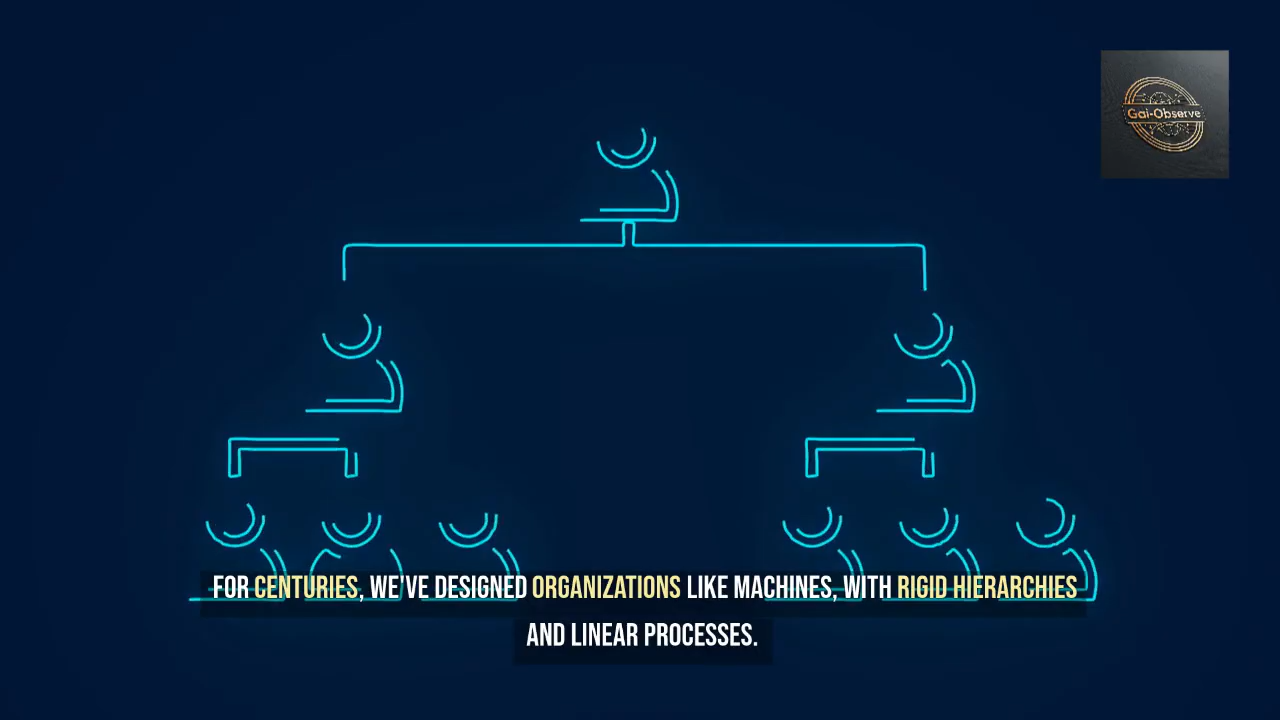 Gai-Observe
FOR CENTURIES, WE'VE DESIGNED ORGANIZATIONS LIKE MACHINES, WITH RIGID HIERARCHIES
AND LINEAR PROCESSES.